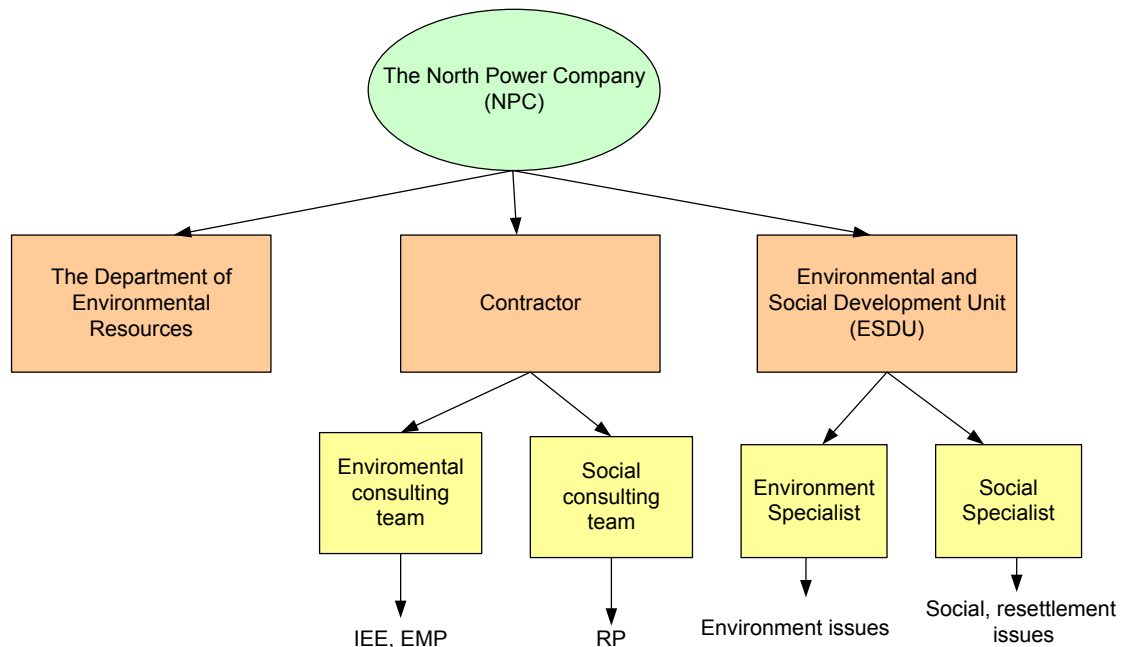 The North Power Company
(NPC)
The Department of
Environmental
Resources
Contractor
Environmental and
Social Development Unit
(ESDU)
Enviromental
consulting
team
Social
consulting
team
Environment
Specialist
Social
Specialist
IEE, EMP
RP
Environment issues
Social, resettlement
issues